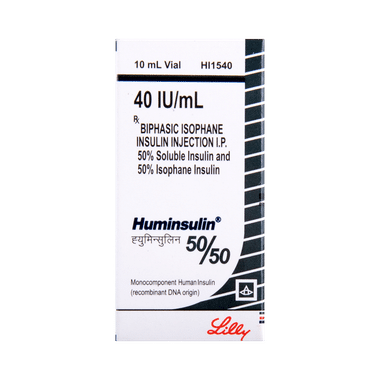 10 mL Vial HI1540
40 IU/mL
Rx BIPHASIC ISOPHANE
INSULIN INJECTION I.P.
50% Soluble Insulin and
50% Isophane Insulin
Huminsulin®
ह्युमिन्सुलिन 50/50
Monocomponent Human Insulin
(recombinant DNA origin)
Lilly